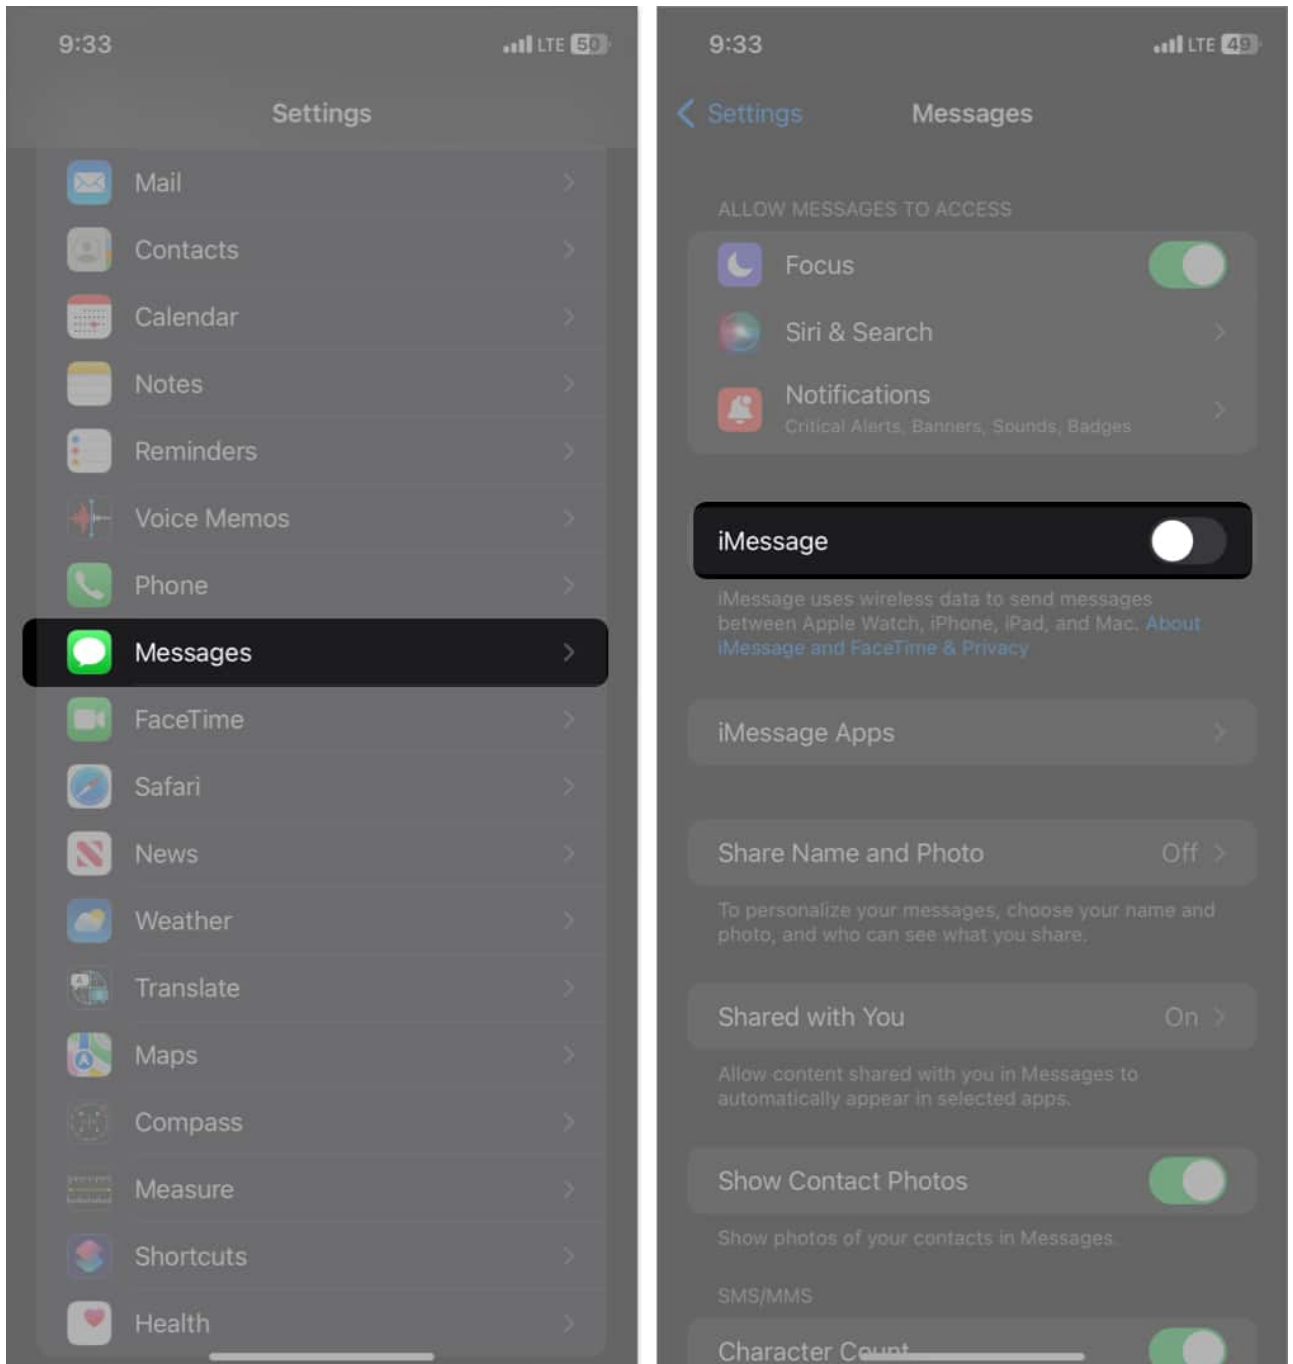 9:33
LTE 50
Settings
Mail
Contacts
Calendar
Notes
Reminders
Voice Memos
Phone
Messages
FaceTime
Safari
News
Weather
Translate
Maps
Compass
Measure
Shortcuts
Health
9:33
LTE 49
Settings
Messages
ALLOW MESSAGES TO ACCESS
Focus
Siri & Search
Notifications
Critical Alerts, Banners, Sounds, Badges
iMessage
iMessage uses wireless data to send messages
between Apple Watch, iPhone, iPad, and Mac. About
iMessage and FaceTime & Privacy
iMessage Apps
Share Name and Photo Off
To personalize your messages, choose your name and
photo, and who can see what you share.
Shared with You On
Allow content shared with you in Messages to
automatically appear in selected apps.
Show Contact Photos
Show photos of your contacts in Messages.
SMS/MMS
Character Count